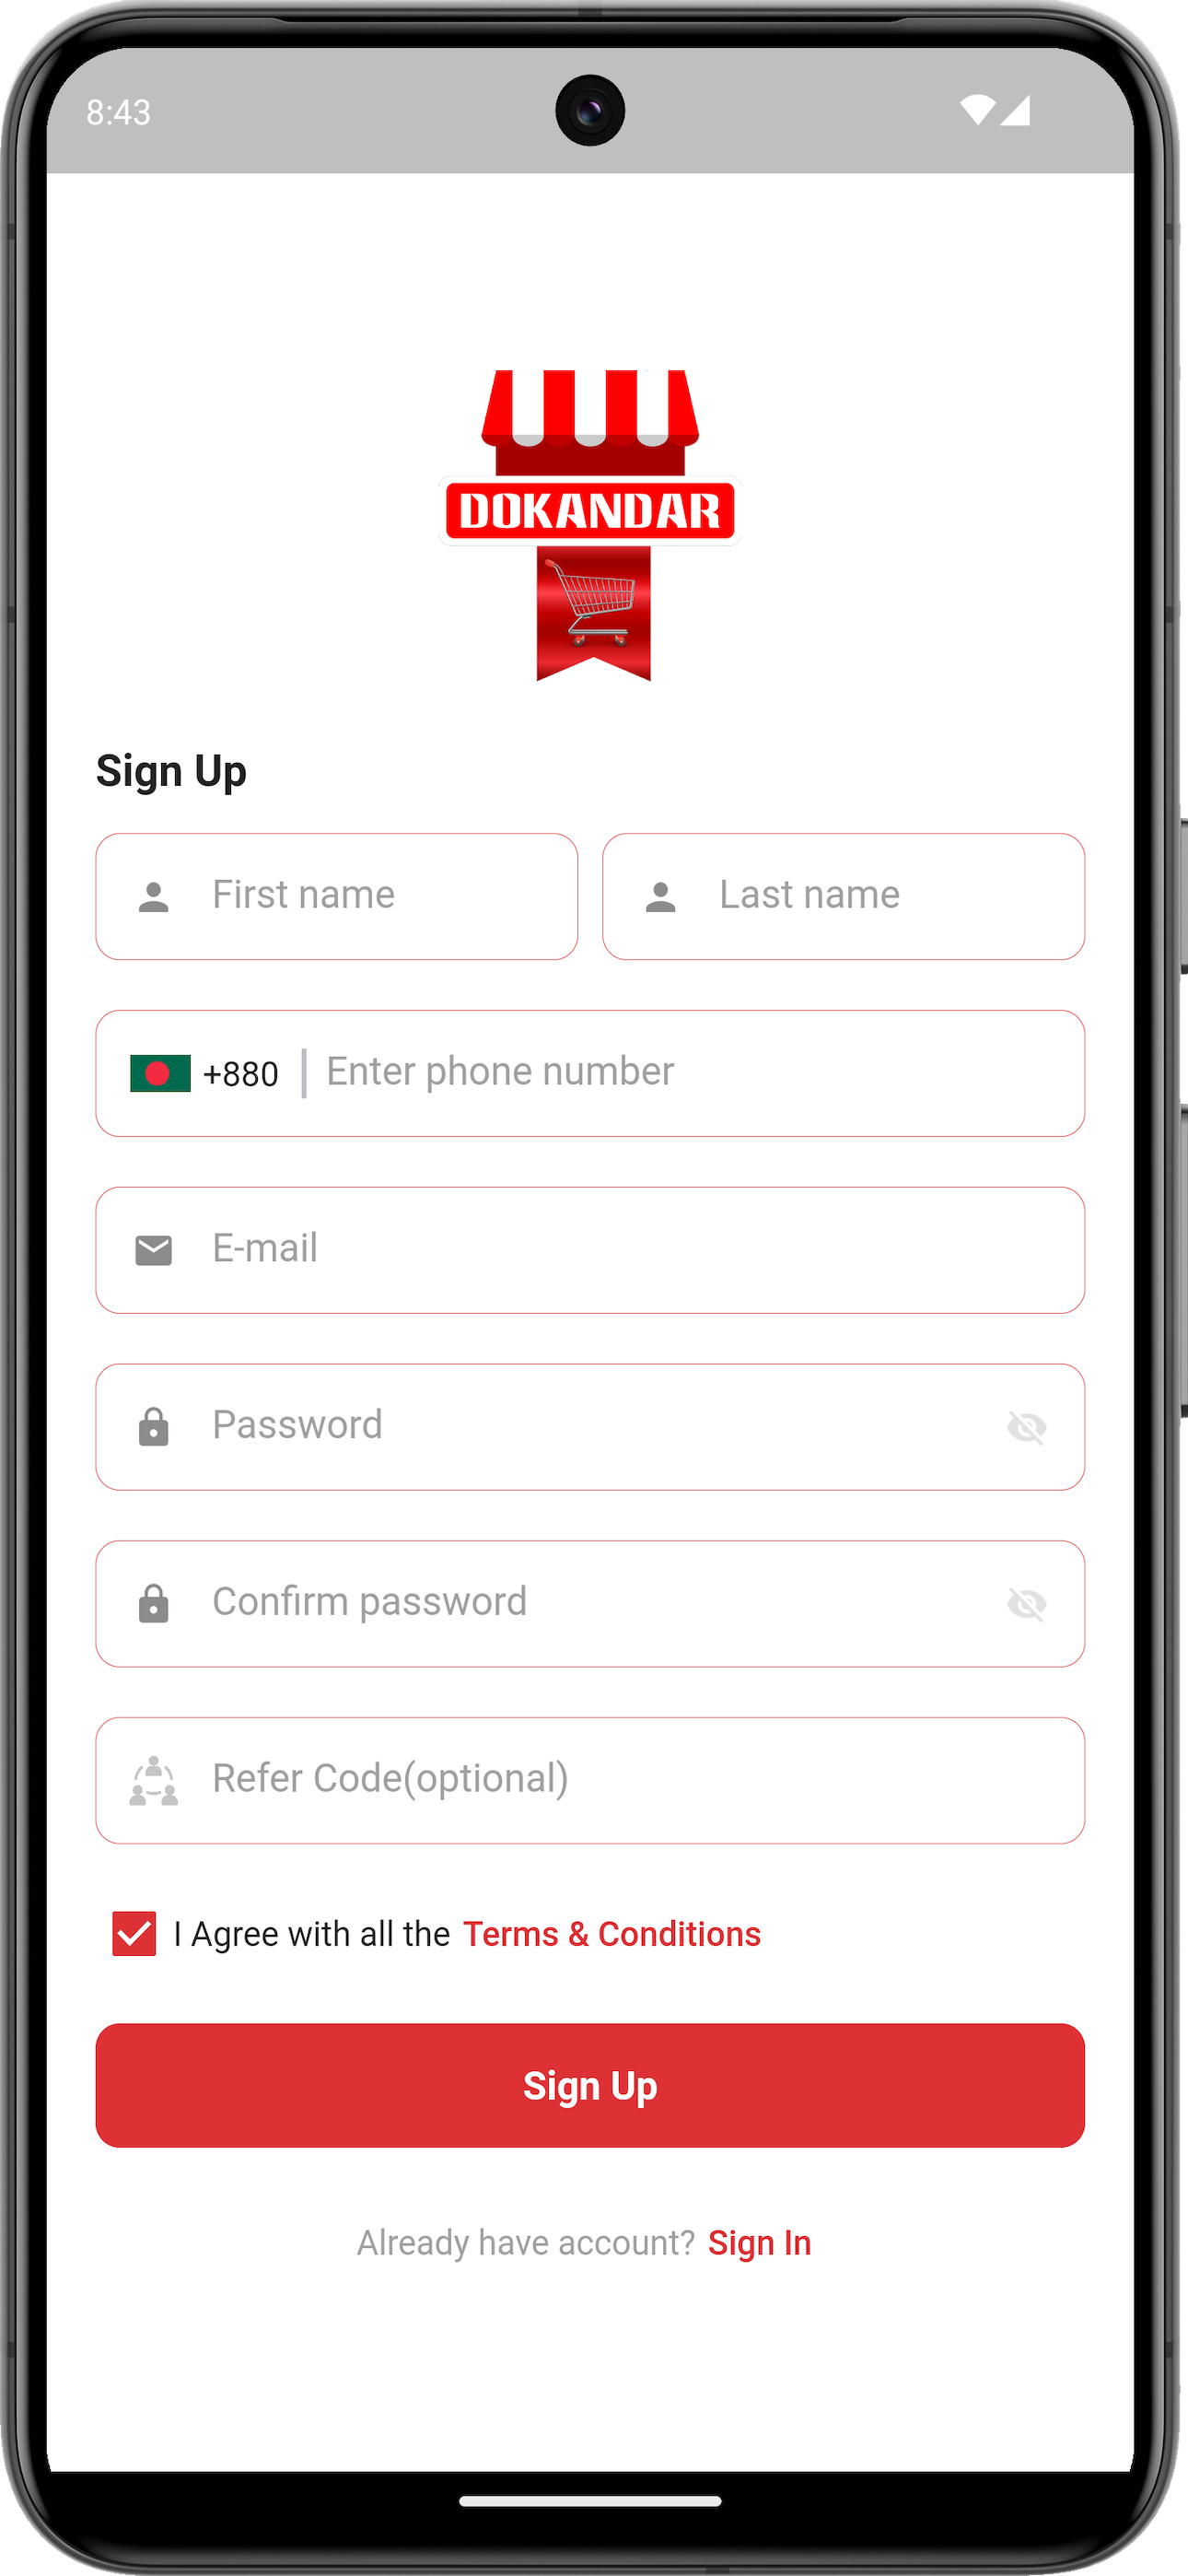 8:43
DOKANDAR
Sign Up
First name
Last name
+880 Enter phone number
E-mail
Password
Confirm password
Refer Code(optional)
I Agree with all the Terms & Conditions
Sign Up
Already have account? Sign In